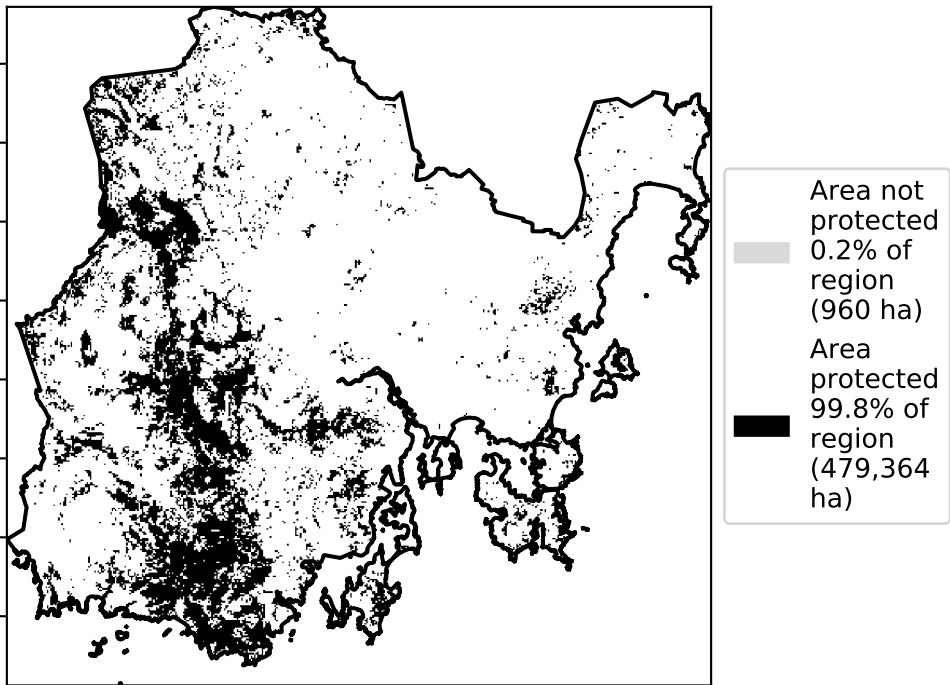 Area not
protected
0.2% of
region
(960 ha)
Area
protected
99.8% of
region
(479,364
ha)